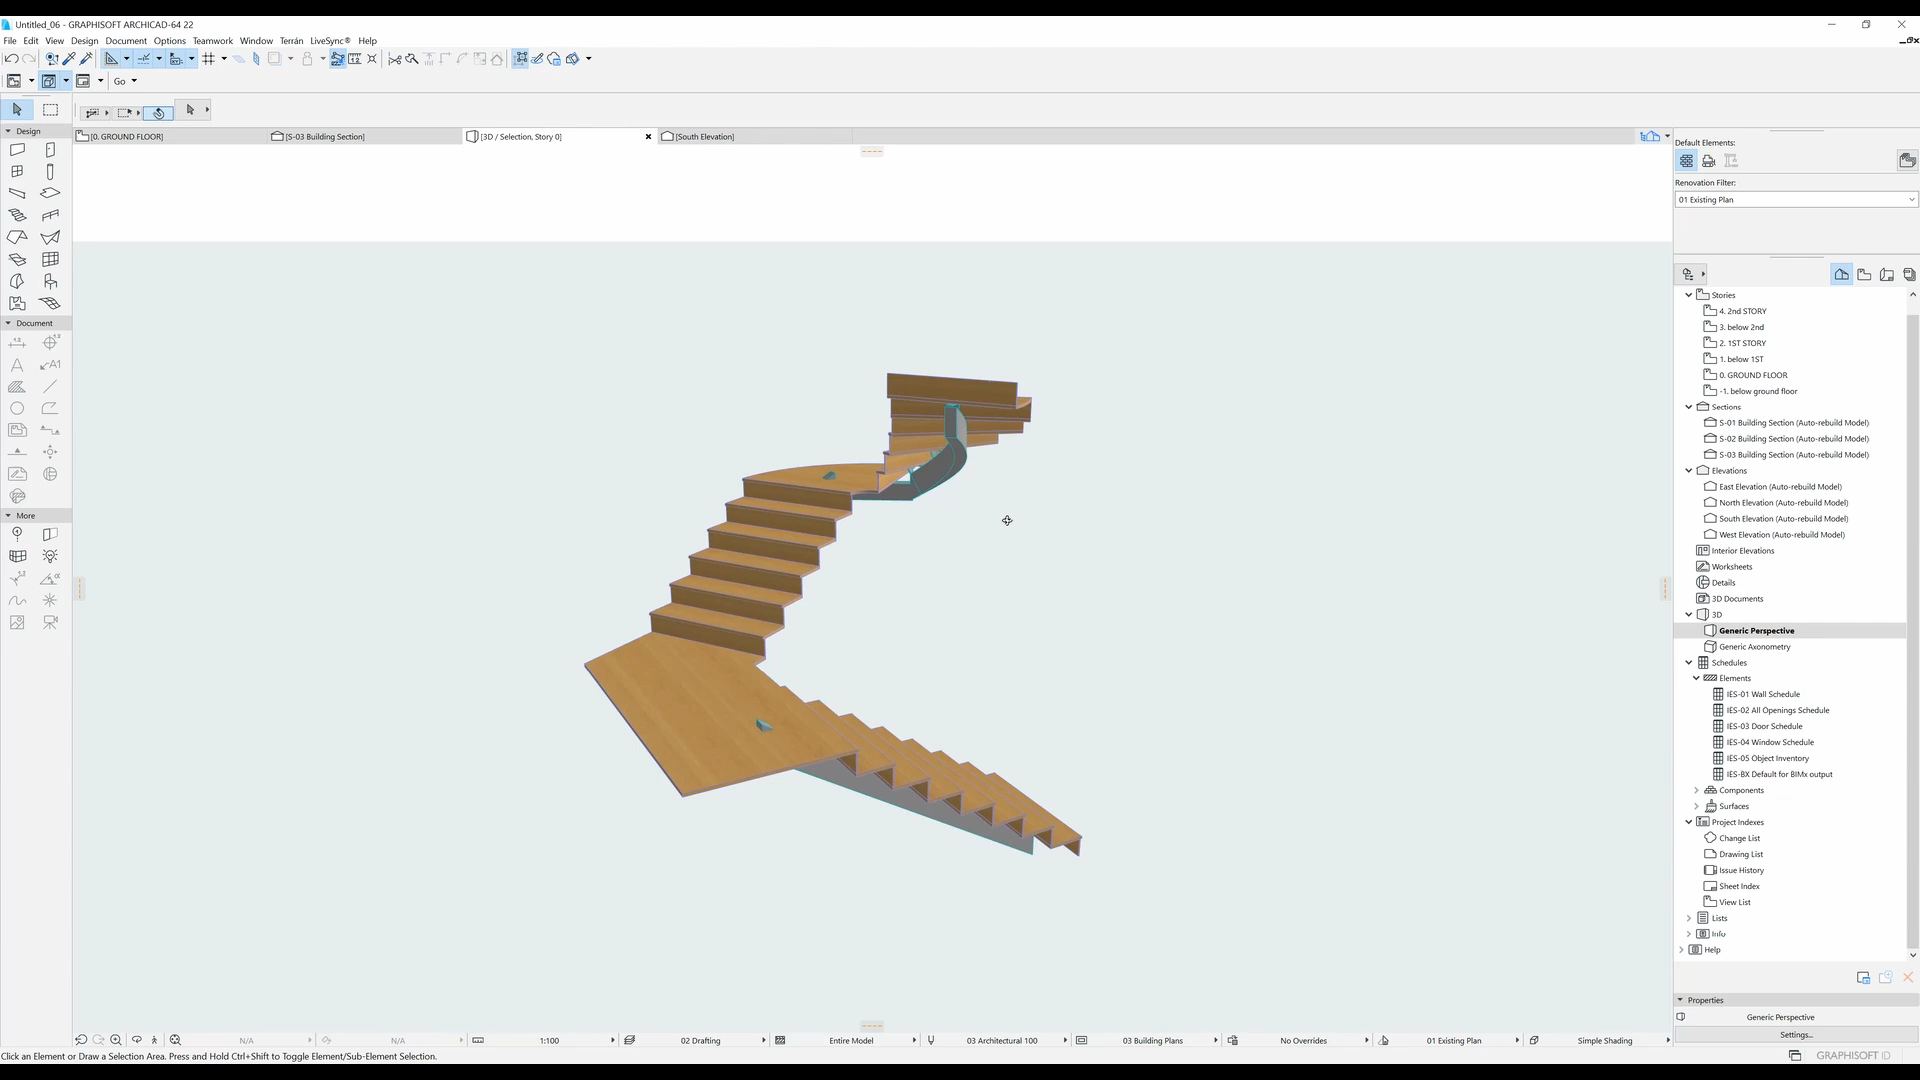 Untitled_06 - GRAPHISOFT ARCHICAD-64 22
File Edit View Design Document Options Teamwork Window Terrán LiveSync® Help
Go
[0. GROUND FLOOR]
[S-03 Building Section]
[3D / Selection, Story 0]
[South Elevation]
Design
Document
More
Default Elements:
Renovation Filter:
01 Existing Plan
Stories
4. 2nd STORY
3. below 2nd
2. 1ST STORY
1. below 1ST
0. GROUND FLOOR
-1. below ground floor
Sections
S-01 Building Section (Auto-rebuild Model)
S-02 Building Section (Auto-rebuild Model)
S-03 Building Section (Auto-rebuild Model)
Elevations
East Elevation (Auto-rebuild Model)
North Elevation (Auto-rebuild Model)
South Elevation (Auto-rebuild Model)
West Elevation (Auto-rebuild Model)
Interior Elevations
Worksheets
Details
3D Documents
3D
Generic Perspective
Generic Axonometry
Schedules
Elements
IES-01 Wall Schedule
IES-02 All Openings Schedule
IES-03 Door Schedule
IES-04 Window Schedule
IES-05 Object Inventory
IES-BX Default for BIMx output
Components
Surfaces
Project Indexes
Change List
Drawing List
Issue History
Sheet Index
View List
Lists
Info
Help
Properties
Generic Perspective
Settings...
N/A
N/A
1:100
02 Drafting
Entire Model
03 Architectural 100
03 Building Plans
No Overrides
01 Existing Plan
Simple Shading
Click an Element or Draw a Selection Area. Press and Hold Ctrl+Shift to Toggle Element/Sub-Element Selection.
GRAPHISOFT ID